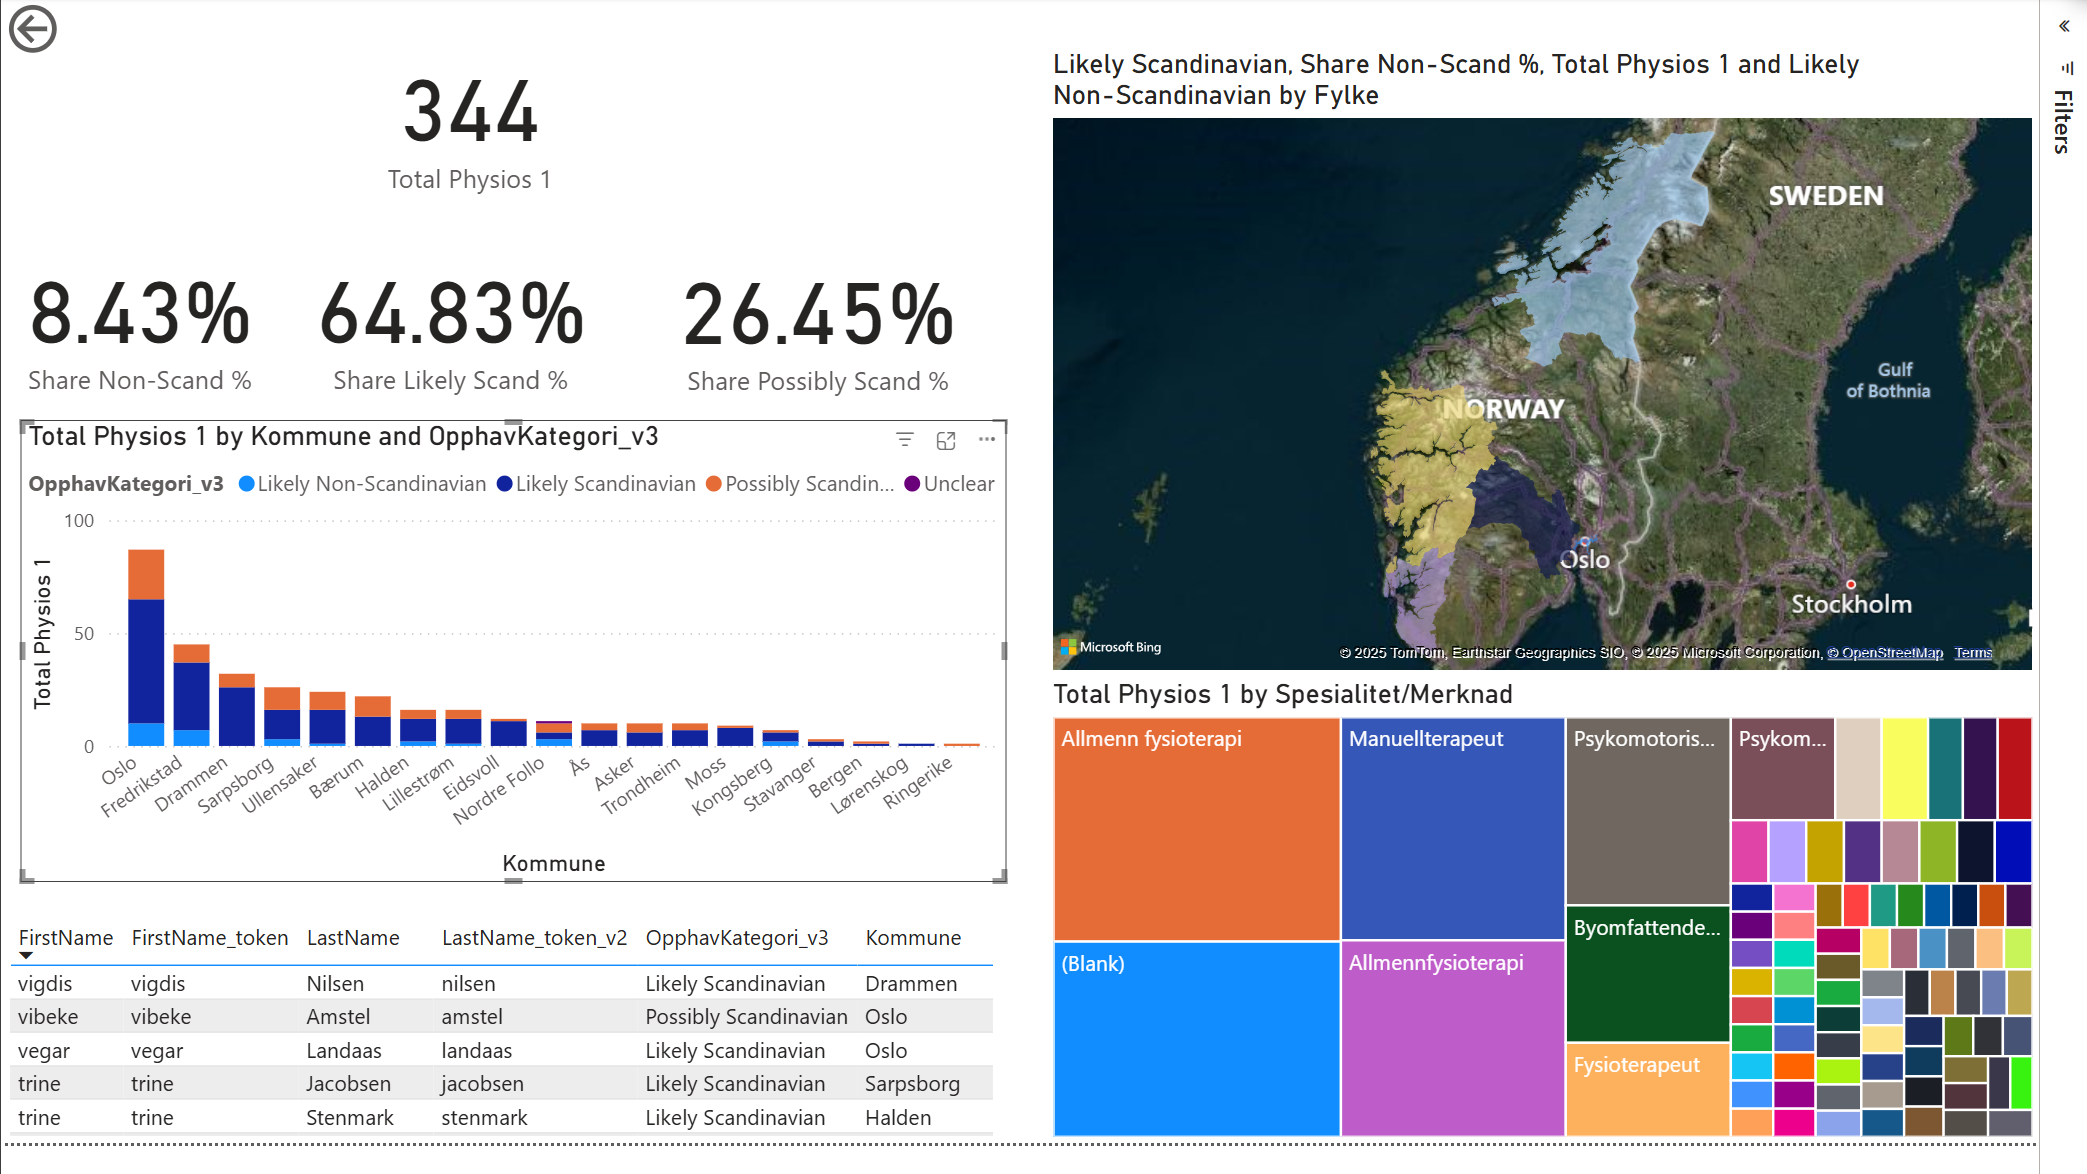 344
Total Physios 1
8.43%
Share Non-Scand %
64.83%
Share Likely Scand %
26.45%
Share Possibly Scand %
Total Physios 1 by Kommune and OpphavKategori_v3
OpphavKategori_v3 Likely Non-Scandinavian Likely Scandinavian Possibly Scandin... Unclear
Total Physios 1
100
50
0
Oslo
Fredrikstad
Drammen
Sarpsborg
Ullensaker
Bærum
Halden
Lillestrøm
Eidsvoll
Nordre Follo
Ås
Asker
Trondheim
Moss
Kongsberg
Stavanger
Bergen
Lørenskog
Ringerike
Kommune
FirstName FirstName_token LastName LastName_token_v2 OpphavKategori_v3 Kommune
vigdis vigdis Nilsen nilsen Likely Scandinavian Drammen
vibeke vibeke Amstel amstel Possibly Scandinavian Oslo
vegar vegar Landaas landaas Likely Scandinavian Oslo
trine trine Jacobsen jacobsen Likely Scandinavian Sarpsborg
trine trine Stenmark stenmark Likely Scandinavian Halden
Likely Scandinavian, Share Non-Scand %, Total Physios 1 and Likely
Non-Scandinavian by Fylke
SWEDEN
Gulf
of Bothnia
NORWAY
Oslo
Stockholm
Microsoft Bing
© 2025 TomTom, Earthstar Geographics SIO, © 2025 Microsoft Corporation, © OpenStreetMap Terms
Total Physios 1 by Spesialitet/Merknad
Allmenn fysioterapi
Manuellterapeut
Psykomotoris...
Psykom...
Byomfattende...
(Blank)
Allmennfysioterapi
Fysioterapeut
Filters